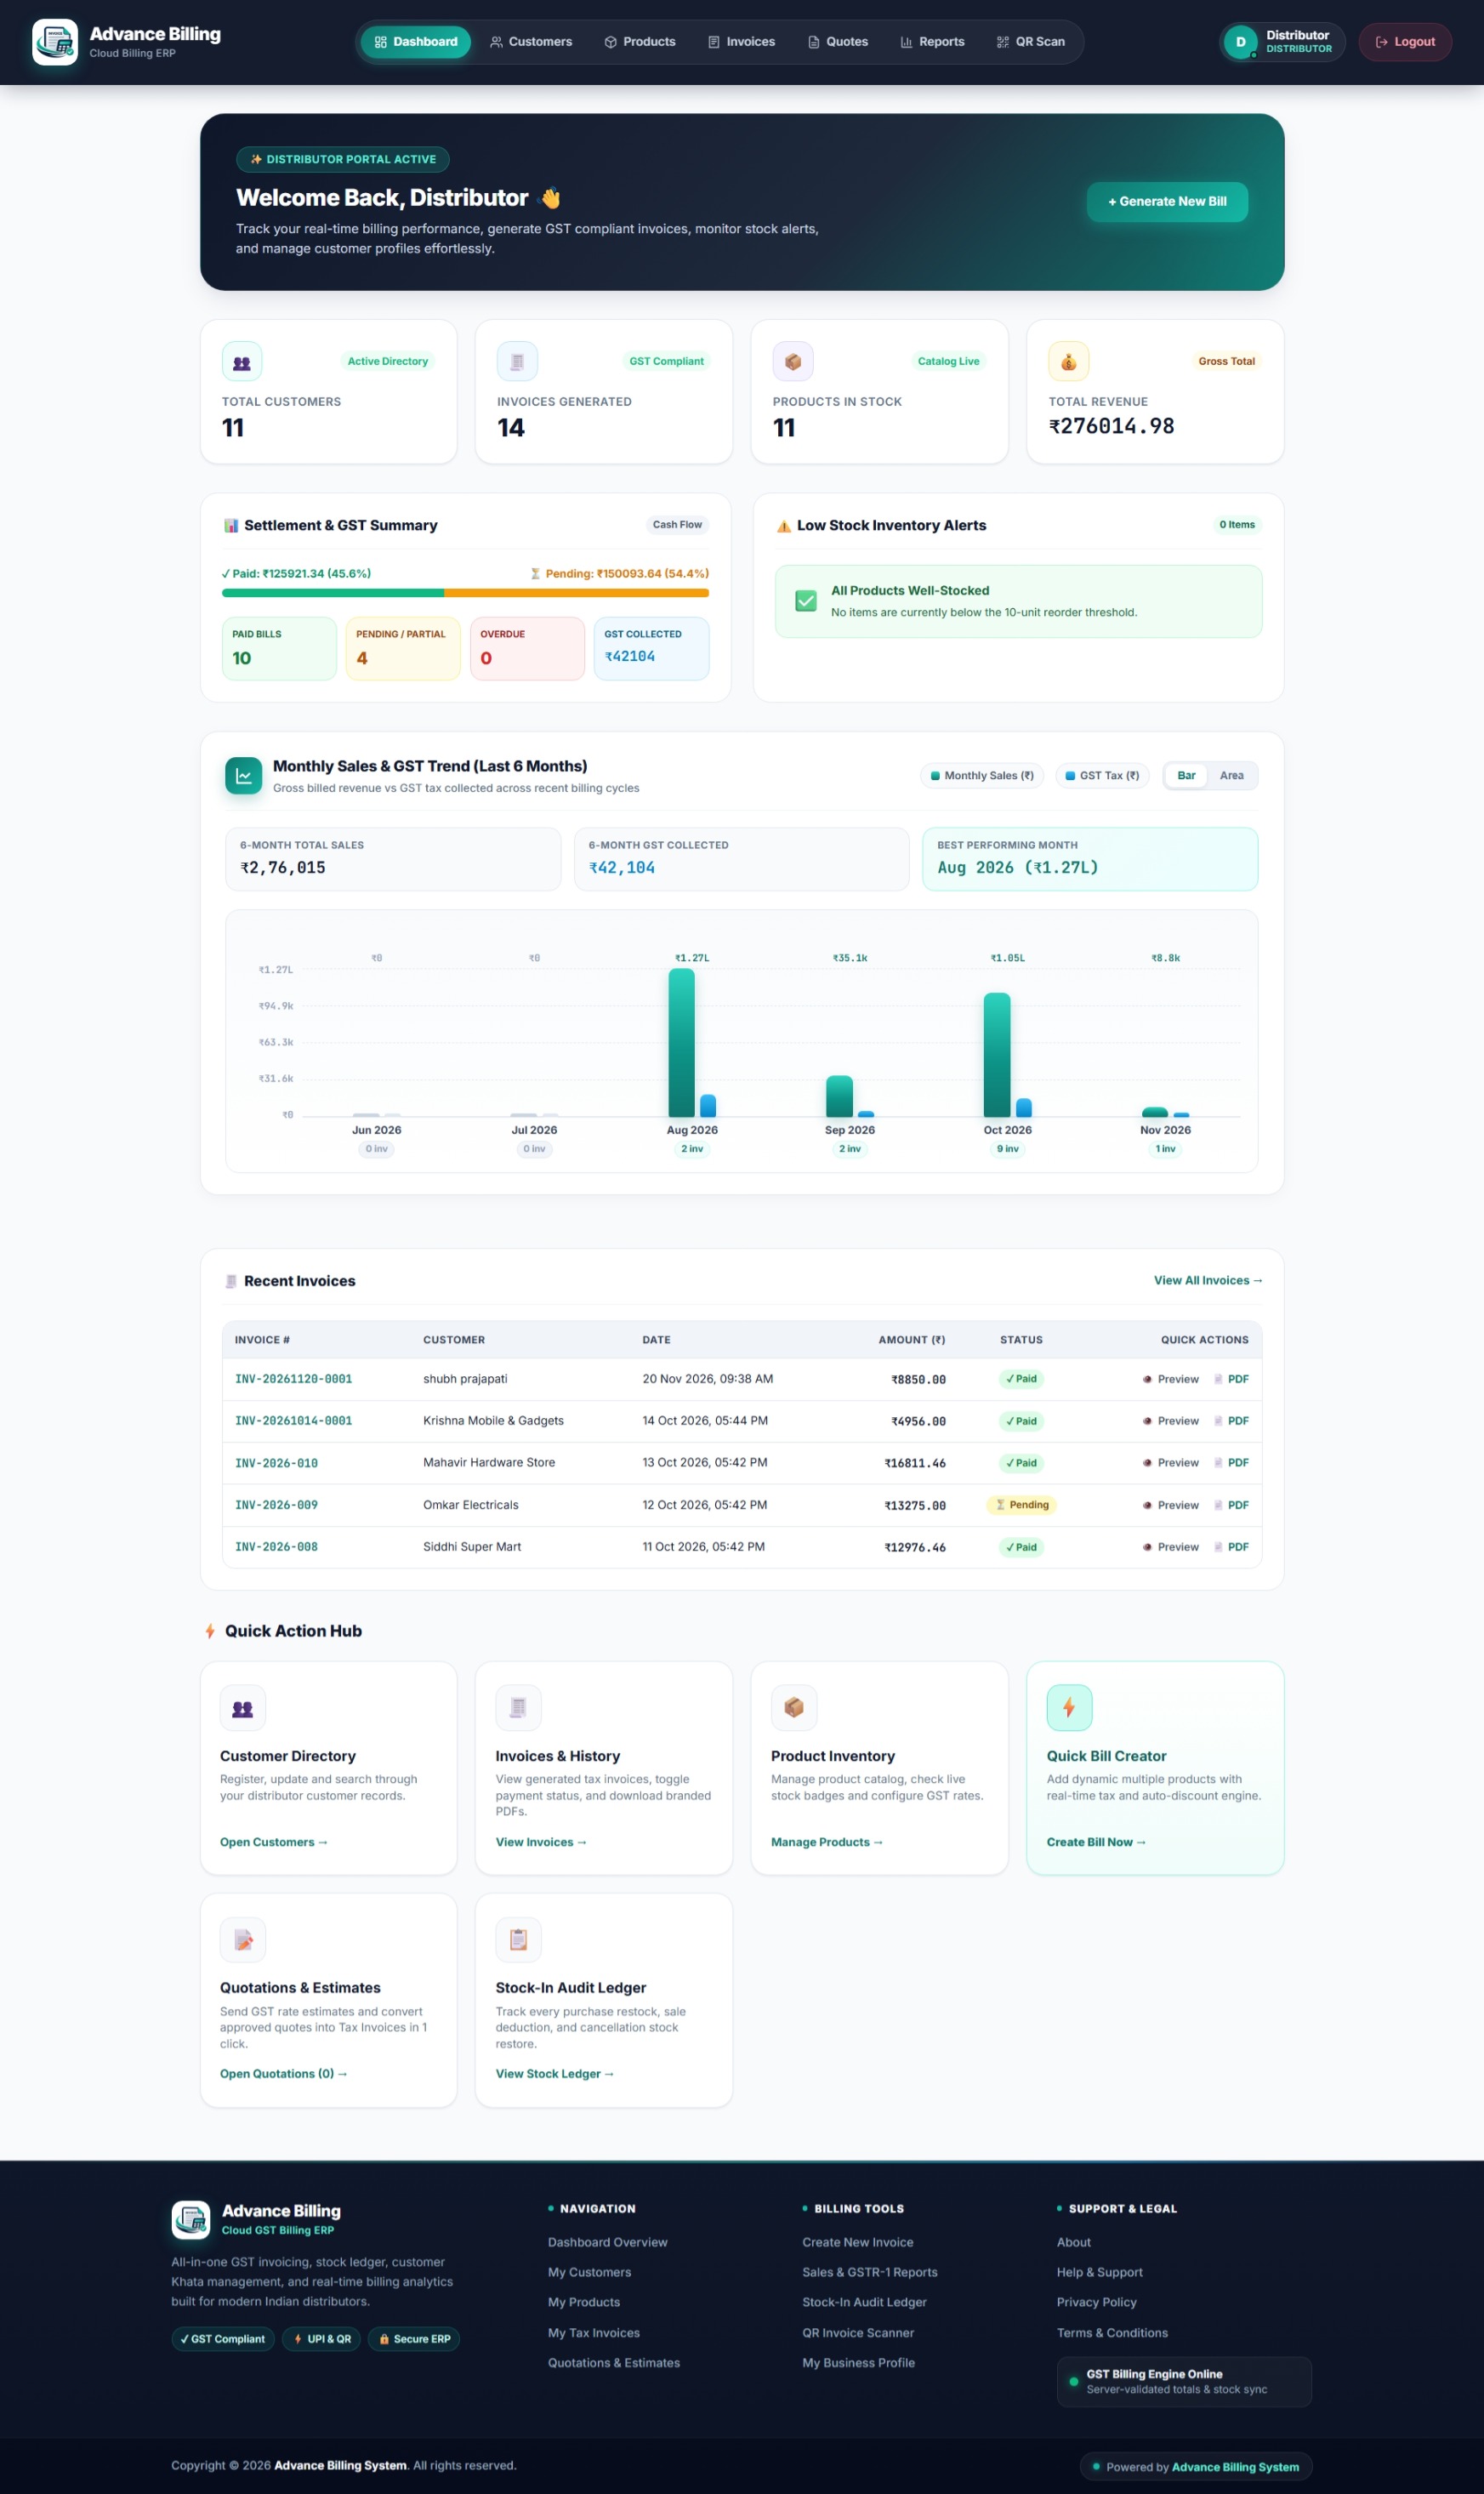 Advance Billing
Cloud Billing ERP
Dashboard
Customers
Products
Invoices
Quotes
Reports
QR Scan
D
Distributor
DISTRIBUTOR
Logout
✨ DISTRIBUTOR PORTAL ACTIVE
Welcome Back, Distributor 👋
Track your real-time billing performance, generate GST compliant invoices, monitor stock alerts,
and manage customer profiles effortlessly.
+ Generate New Bill
Active Directory
TOTAL CUSTOMERS
11
GST Compliant
INVOICES GENERATED
14
Catalog Live
PRODUCTS IN STOCK
11
Gross Total
TOTAL REVENUE
₹276014.98
📊 Settlement & GST Summary
Cash Flow
✓ Paid: ₹125921.34 (45.6%)
⏳ Pending: ₹150093.64 (54.4%)
PAID BILLS
10
PENDING / PARTIAL
4
OVERDUE
0
GST COLLECTED
₹42104
⚠️ Low Stock Inventory Alerts
0 Items
✅ All Products Well-Stocked
No items are currently below the 10-unit reorder threshold.
Monthly Sales & GST Trend (Last 6 Months)
Gross billed revenue vs GST tax collected across recent billing cycles
Monthly Sales (₹)
GST Tax (₹)
Bar
Area
6-MONTH TOTAL SALES
₹2,76,015
6-MONTH GST COLLECTED
₹42,104
BEST PERFORMING MONTH
Aug 2026 (₹1.27L)
₹0 ₹0 ₹1.27L ₹35.1k ₹1.05L ₹8.8k
₹1.27L
₹94.9k
₹63.3k
₹31.6k
₹0
Jun 2026 Jul 2026 Aug 2026 Sep 2026 Oct 2026 Nov 2026
0 inv 0 inv 2 inv 2 inv 9 inv 1 inv
Recent Invoices
View All Invoices →
INVOICE # CUSTOMER DATE AMOUNT (₹) STATUS QUICK ACTIONS
INV-20261120-0001 shubh prajapati 20 Nov 2026, 09:38 AM ₹8850.00 ✓ Paid Preview PDF
INV-20261014-0001 Krishna Mobile & Gadgets 14 Oct 2026, 05:44 PM ₹4956.00 ✓ Paid Preview PDF
INV-2026-010 Mahavir Hardware Store 13 Oct 2026, 05:42 PM ₹16811.46 ✓ Paid Preview PDF
INV-2026-009 Omkar Electricals 12 Oct 2026, 05:42 PM ₹13275.00 ⏳ Pending Preview PDF
INV-2026-008 Siddhi Super Mart 11 Oct 2026, 05:42 PM ₹12976.46 ✓ Paid Preview PDF
⚡ Quick Action Hub
Customer Directory
Register, update and search through
your distributor customer records.
Open Customers →
Invoices & History
View generated tax invoices, toggle
payment status, and download branded
PDFs.
View Invoices →
Product Inventory
Manage product catalog, check live
stock badges and configure GST rates.
Manage Products →
Quick Bill Creator
Add dynamic multiple products with
real-time tax and auto-discount engine.
Create Bill Now →
Quotations & Estimates
Send GST rate estimates and convert
approved quotes into Tax Invoices in 1
click.
Open Quotations (0) →
Stock-In Audit Ledger
Track every purchase restock, sale
deduction, and cancellation stock
restore.
View Stock Ledger →
Advance Billing
Cloud GST Billing ERP
All-in-one GST invoicing, stock ledger, customer
Khata management, and real-time billing analytics
built for modern Indian distributors.
✓ GST Compliant
⚡ UPI & QR
🔒 Secure ERP
NAVIGATION
Dashboard Overview
My Customers
My Products
My Tax Invoices
Quotations & Estimates
BILLING TOOLS
Create New Invoice
Sales & GSTR-1 Reports
Stock-In Audit Ledger
QR Invoice Scanner
My Business Profile
SUPPORT & LEGAL
About
Help & Support
Privacy Policy
Terms & Conditions
GST Billing Engine Online
Server-validated totals & stock sync
Copyright © 2026 Advance Billing System. All rights reserved.
Powered by Advance Billing System